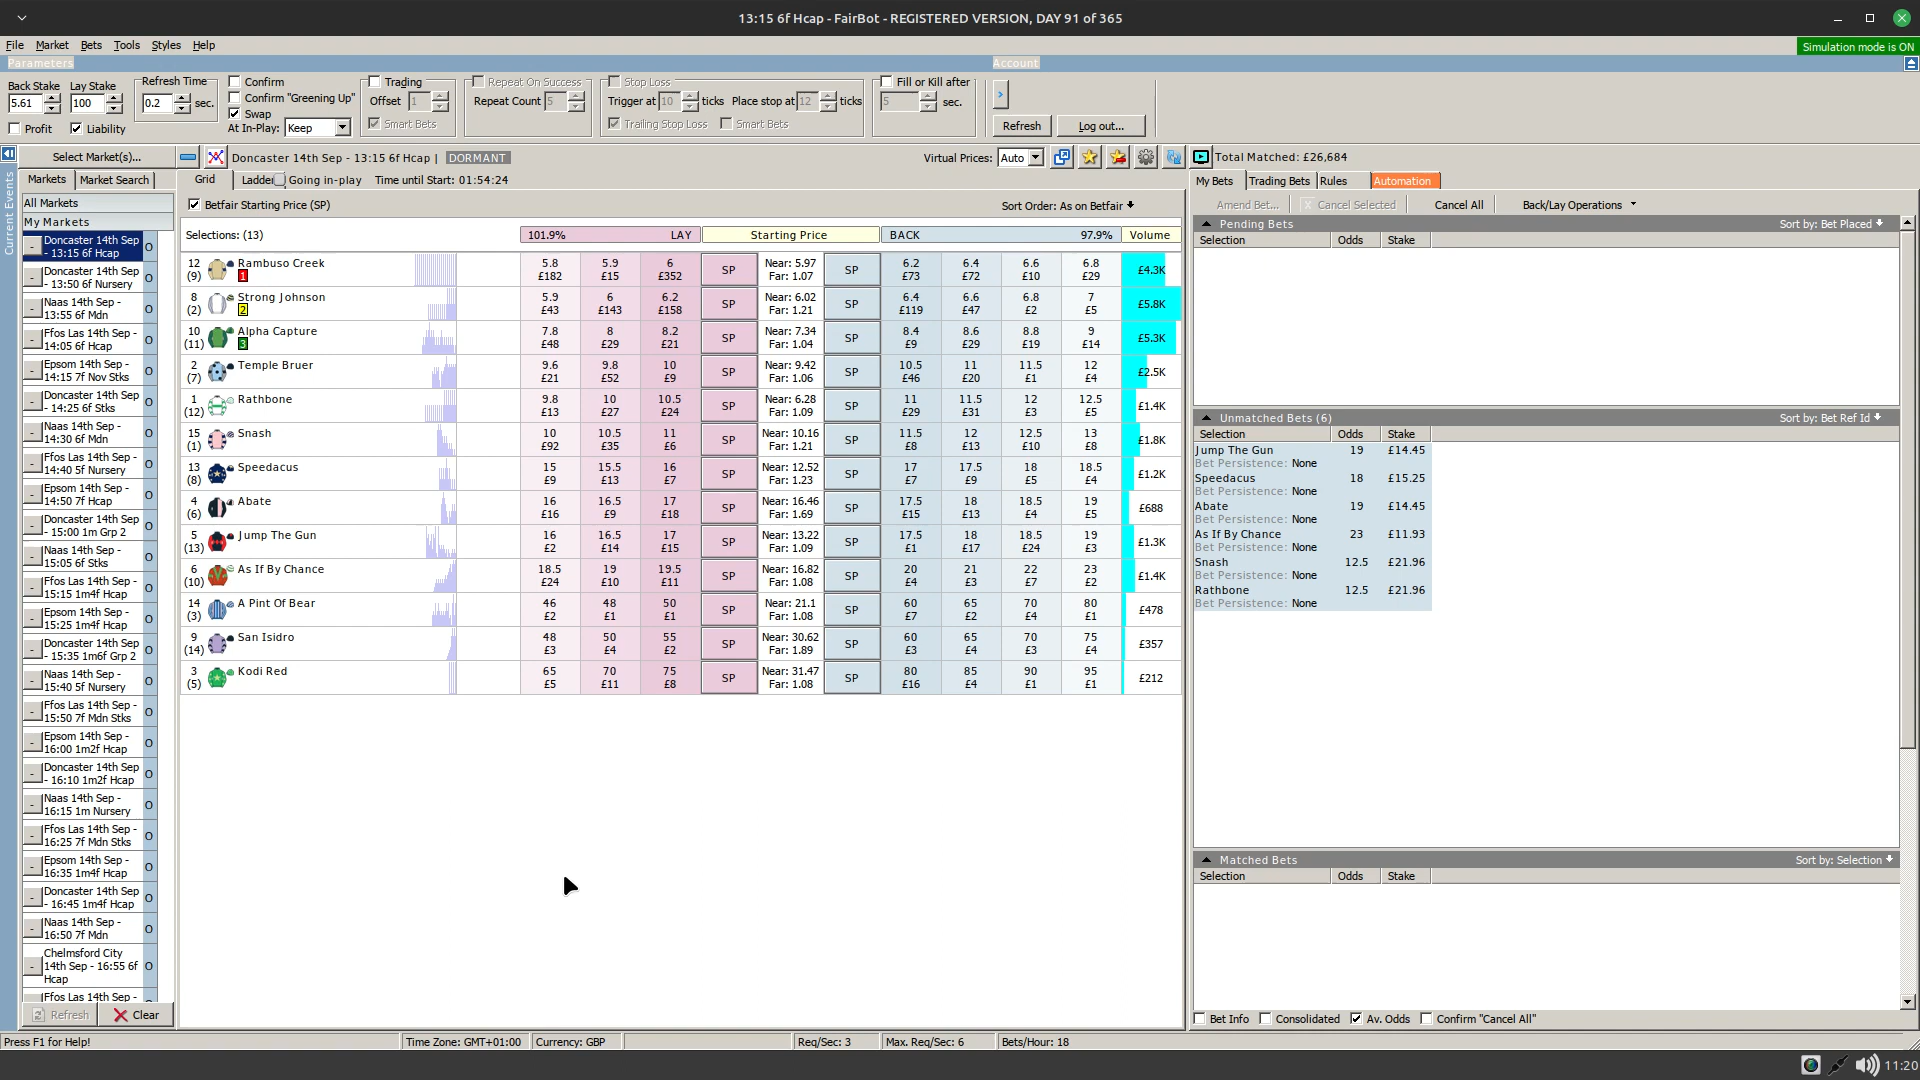 13:15 6f Hcap - FairBot - REGISTERED VERSION, DAY 91 of 365
File Market Bets Tools Styles Help
Simulation mode is ON
Parameters
Account
Back Stake Lay Stake Refresh Time Confirm Trading Repeat On Success Stop Loss Fill or Kill after
5.61 100 0.2 sec. Confirm "Greening Up" Offset 1 Repeat Count 5 Trigger at 10 ticks Place stop at 12 ticks 5 sec.
Swap
Profit Liability At In-Play: Keep Smart Bets Trailing Stop Loss Smart Bets Refresh Log out...
Select Market(s)...
Doncaster 14th Sep - 13:15 6f Hcap | DORMANT
Virtual Prices: Auto
Total Matched: £26,684
Current Events
Markets Market Search
Grid Ladder Going in-play Time until Start: 01:54:24
My Bets Trading Bets Rules Automation
All Markets
My Markets
Doncaster 14th Sep
- 13:15 6f Hcap
O
Doncaster 14th Sep
- 13:50 6f Nursery
O
Naas 14th Sep -
13:55 6f Mdn
O
Ffos Las 14th Sep -
14:05 6f Hcap
O
Epsom 14th Sep -
14:15 7f Nov Stks
O
Doncaster 14th Sep
- 14:25 6f Stks
O
Naas 14th Sep -
14:30 6f Mdn
O
Ffos Las 14th Sep -
14:40 5f Nursery
O
Epsom 14th Sep -
14:50 7f Hcap
O
Doncaster 14th Sep
- 15:00 1m Grp 2
O
Naas 14th Sep -
15:05 6f Stks
O
Ffos Las 14th Sep -
15:15 1m4f Hcap
O
Epsom 14th Sep -
15:25 1m4f Hcap
O
Doncaster 14th Sep
- 15:35 1m6f Grp 2
O
Naas 14th Sep -
15:40 5f Nursery
O
Ffos Las 14th Sep -
15:50 7f Mdn Stks
O
Epsom 14th Sep -
16:00 1m2f Hcap
O
Doncaster 14th Sep
- 16:10 1m2f Hcap
O
Naas 14th Sep -
16:15 1m Nursery
O
Ffos Las 14th Sep -
16:25 7f Mdn Stks
O
Epsom 14th Sep -
16:35 1m4f Hcap
O
Doncaster 14th Sep
- 16:45 1m4f Hcap
O
Naas 14th Sep -
16:50 7f Mdn
O
Chelmsford City
14th Sep - 16:55 6f
Hcap
O
Ffos Las 14th Sep -
Refresh Clear
Betfair Starting Price (SP)
Sort Order: As on Betfair
Selections: (13) 101.9% LAY Starting Price BACK 97.9% Volume
12 Rambuso Creek 5.8 5.9 6 SP Near: 5.97 SP 6.2 6.4 6.6 6.8 £4.3K
(9) 1 £182 £15 £352 Far: 1.07 £73 £72 £10 £29
8 Strong Johnson 5.9 6 6.2 SP Near: 6.02 SP 6.4 6.6 6.8 7 £5.8K
(2) 2 £43 £143 £158 Far: 1.21 £119 £47 £2 £5
10 Alpha Capture 7.8 8 8.2 SP Near: 7.34 SP 8.4 8.6 8.8 9 £5.3K
(11) 3 £48 £29 £21 Far: 1.04 £9 £29 £19 £14
2 Temple Bruer 9.6 9.8 10 SP Near: 9.42 SP 10.5 11 11.5 12 £2.5K
(7) £21 £52 £9 Far: 1.06 £46 £20 £1 £4
1 Rathbone 9.8 10 10.5 SP Near: 6.28 SP 11 11.5 12 12.5 £1.4K
(12) £13 £27 £24 Far: 1.09 £29 £31 £3 £5
15 Snash 10 10.5 11 SP Near: 10.16 SP 11.5 12 12.5 13 £1.8K
(1) £92 £35 £6 Far: 1.21 £8 £13 £10 £8
13 Speedacus 15 15.5 16 SP Near: 12.52 SP 17 17.5 18 18.5 £1.2K
(8) £9 £13 £7 Far: 1.23 £7 £9 £5 £4
4 Abate 16 16.5 17 SP Near: 16.46 SP 17.5 18 18.5 19 £688
(6) £16 £9 £18 Far: 1.69 £15 £13 £4 £5
5 Jump The Gun 16 16.5 17 SP Near: 13.22 SP 17.5 18 18.5 19 £1.3K
(13) £2 £14 £15 Far: 1.09 £1 £17 £24 £3
6 As If By Chance 18.5 19 19.5 SP Near: 16.82 SP 20 21 22 23 £1.4K
(10) £24 £10 £11 Far: 1.08 £4 £3 £7 £2
14 A Pint Of Bear 46 48 50 SP Near: 21.1 SP 60 65 70 80 £478
(3) £2 £1 £1 Far: 1.08 £7 £2 £4 £1
9 San Isidro 48 50 55 SP Near: 30.62 SP 60 65 70 75 £357
(14) £3 £4 £2 Far: 1.89 £3 £4 £3 £4
3 Kodi Red 65 70 75 SP Near: 31.47 SP 80 85 90 95 £212
(5) £5 £11 £8 Far: 1.08 £16 £4 £1 £1
Amend Bet... Cancel Selected Cancel All Back/Lay Operations
Pending Bets Sort by: Bet Placed
Selection Odds Stake
Unmatched Bets (6) Sort by: Bet Ref Id
Selection Odds Stake
Jump The Gun 19 £14.45
Bet Persistence: None
Speedacus 18 £15.25
Bet Persistence: None
Abate 19 £14.45
Bet Persistence: None
As If By Chance 23 £11.93
Bet Persistence: None
Snash 12.5 £21.96
Bet Persistence: None
Rathbone 12.5 £21.96
Bet Persistence: None
Matched Bets Sort by: Selection
Selection Odds Stake
Bet Info Consolidated Av. Odds Confirm "Cancel All"
Press F1 for Help! Time Zone: GMT+01:00 Currency: GBP Req/Sec: 3 Max. Req/Sec: 6 Bets/Hour: 18
11:20